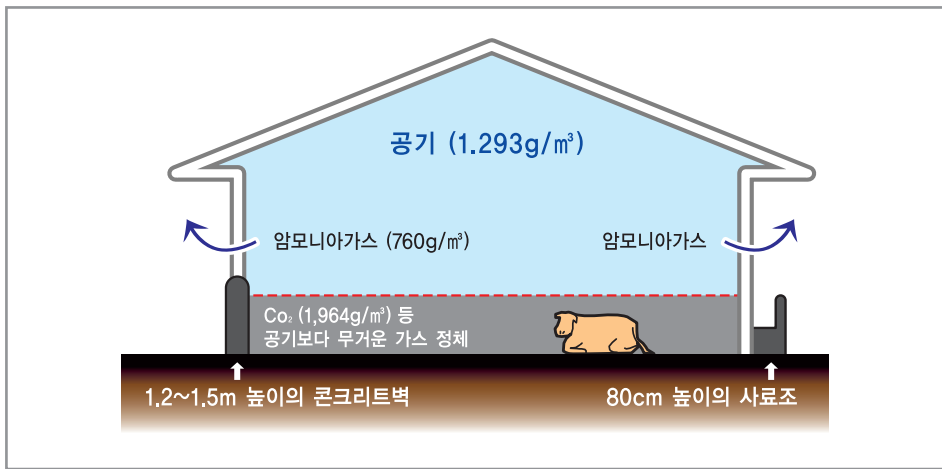 공기 (1.293g/㎥)
암모니아가스 (760g/㎥)
암모니아가스
Co₂ (1,964g/㎥) 등
공기보다 무거운 가스 정체
1.2~1.5m 높이의 콘크리트벽
80cm 높이의 사료조